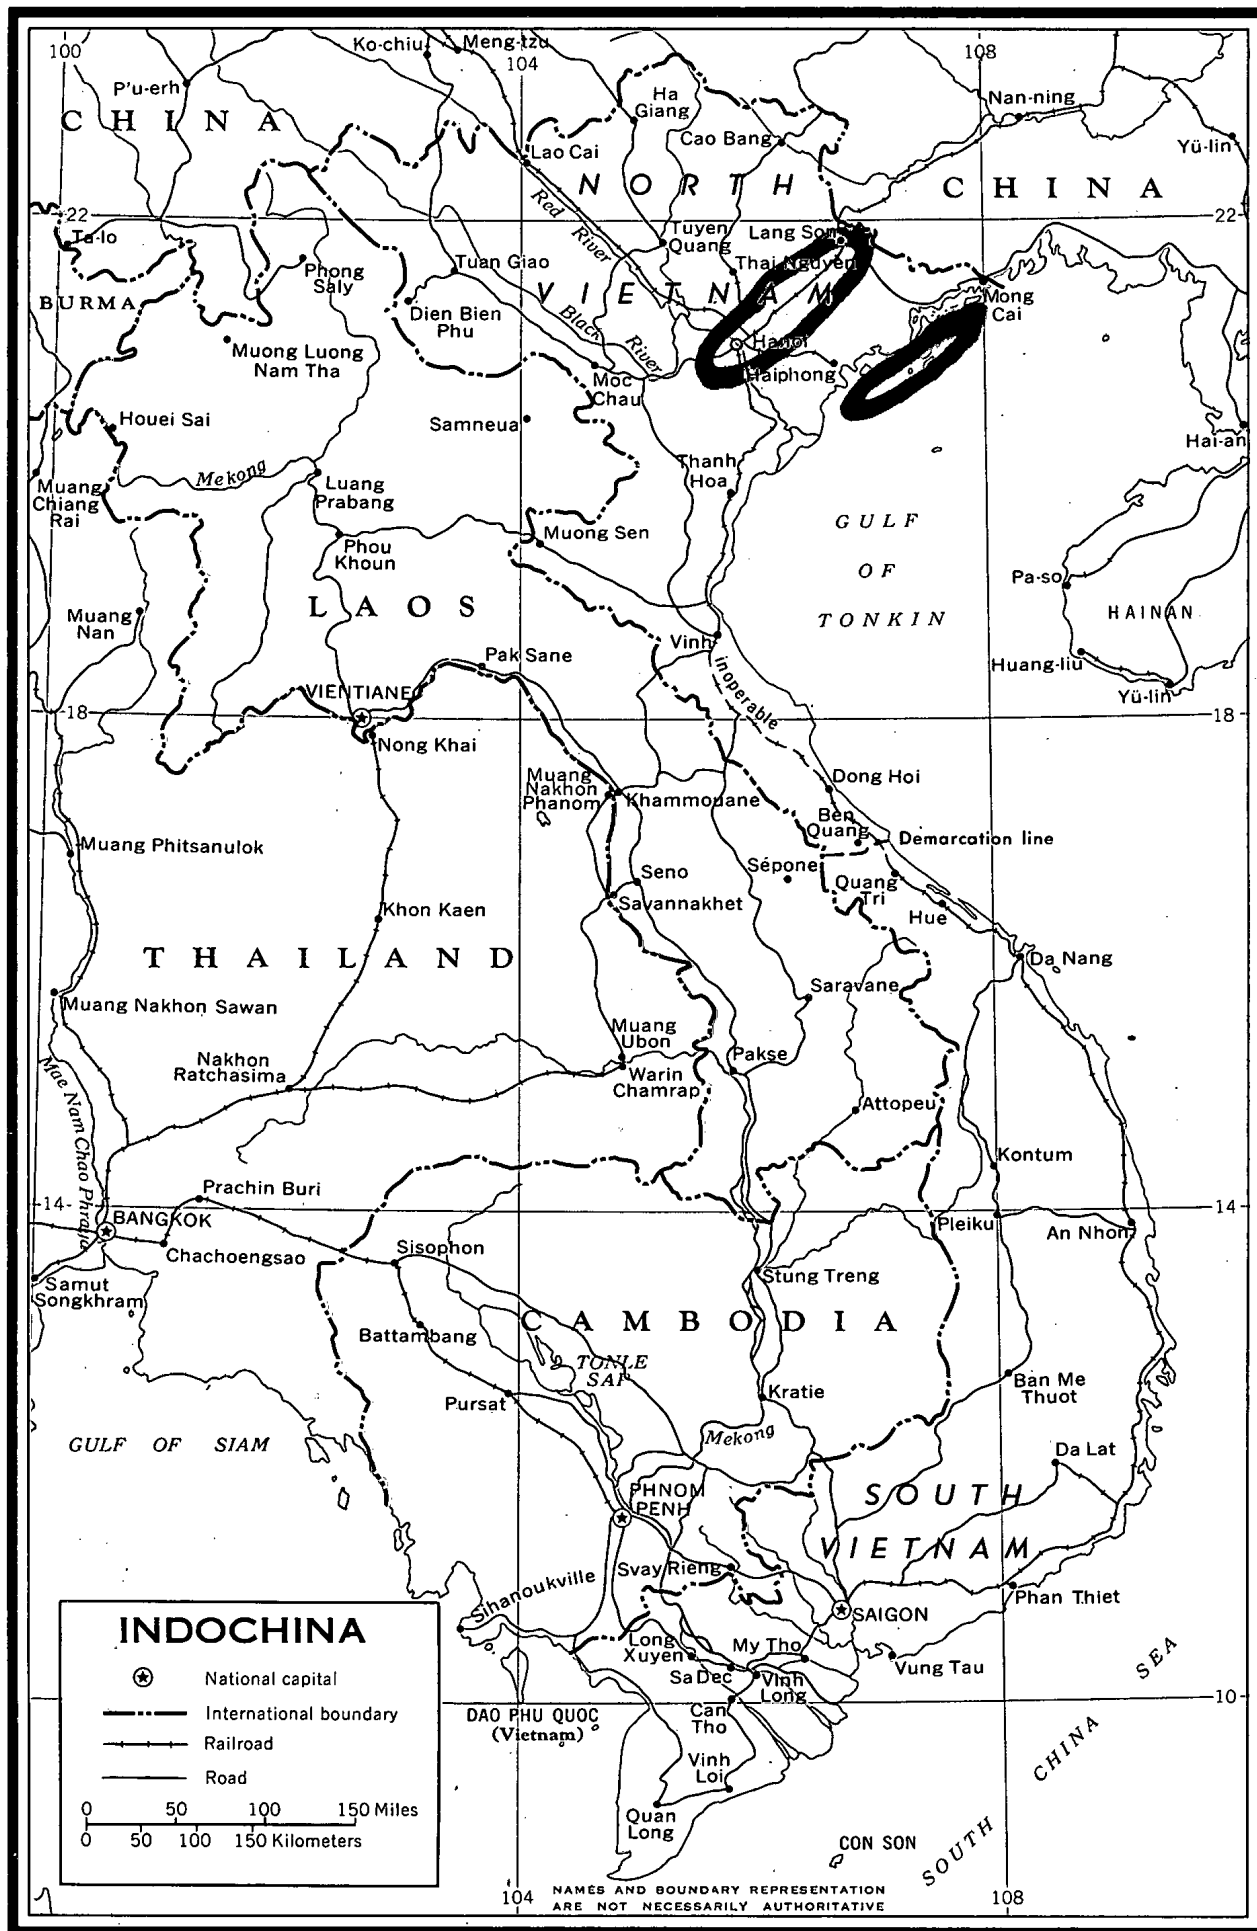 100
Ko-chiu
Meng-tzu
104
108
P'u-erh
CHINA
Ha
Giang
Cao Bang
Nan-ning
Yü-lin
Lao Cai
NORTH
CHINA
22
22
Red
River
Ta-lo
Tuyen
Quang
Lang Son
Thai Nguyen
Phong
Saly
Tuan Giao
VIETNAM
BURMA
Dien Bien
Phu
Black
River
Mong
Cai
Muong Luong
Nam Tha
Hanoi
Haiphong
Moc
Chau
Houei Sai
Samneua
Hai-an
Mekong
Muang
Chiang
Rai
Luang
Prabang
Thanh
Hoa
GULF
OF
TONKIN
Muong Sen
Phou
Khoun
Pa-so
HAINAN
LAOS
Muang
Nan
Vinh
Huang-liu
Yü-lin
Pak Sane
inoperable
VIENTIANE
18
18
Nong Khai
Muang
Nakhon
Phanom
Khammouane
Dong Hoi
Ben
Quang
Demarcation line
Muang Phitsanulok
Seno
Sépone
Quang
Tri
Savannakhet
Hue
Khon Kaen
THAILAND
Da Nang
Muang Nakhon Sawan
Saravane
Muang
Ubon
Nakhon
Ratchasima
Warin
Chamrap
Pakse
Mae Nam Chao Phraya
Attopeu
Kontum
14
Prachin Buri
14
BANGKOK
Pleiku
An Nhon
Chachoengsao
Sisophon
Samut
Songkhram
Stung Treng
CAMBODIA
Battambang
TONLE
SAP
Ban Me
Thuot
Pursat
Kratie
Mekong
GULF OF SIAM
Da Lat
PHNOM
PENH
SOUTH
VIETNAM
Svay Rieng
Sihanoukville
Phan Thiet
SAIGON
Long
Xuyen
My Tho
Vung Tau
Sa Dec
Vinh
Long
DAO PHU QUOC
(Vietnam)
Can
Tho
10
Vinh
Loi
Quan
Long
CON SON
SOUTH CHINA SEA
INDOCHINA
National capital
International boundary
Railroad
Road
0 50 100 150 Miles
0 50 100 150 Kilometers
104
108
NAMES AND BOUNDARY REPRESENTATION
ARE NOT NECESSARILY AUTHORITATIVE